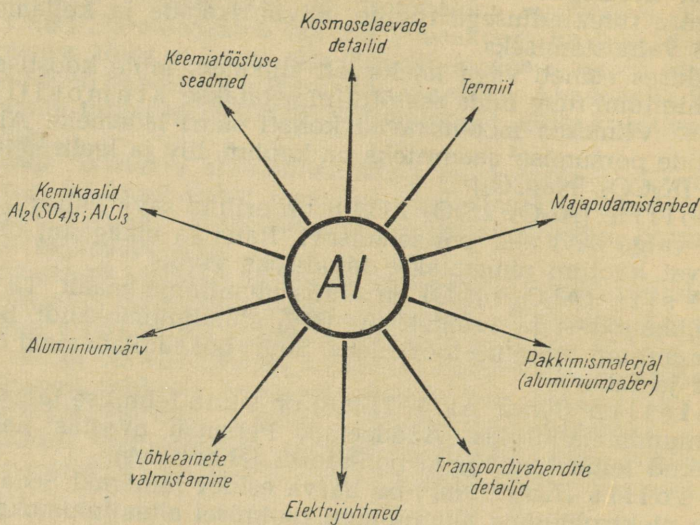 Kosmoselaevade
detailid
Keemiatööstuse
seadmed
Termiit
Kemikaalid
Al₂(SO₄)₃; AlCl₃
Majapidamistarbed
Al
Alumiiniumvärv
Pakkimismaterjal
(alumiiniumpaber)
Lõhkeainete
valmistamine
Transpordivahendite
detailid
Elektrijuhtmed